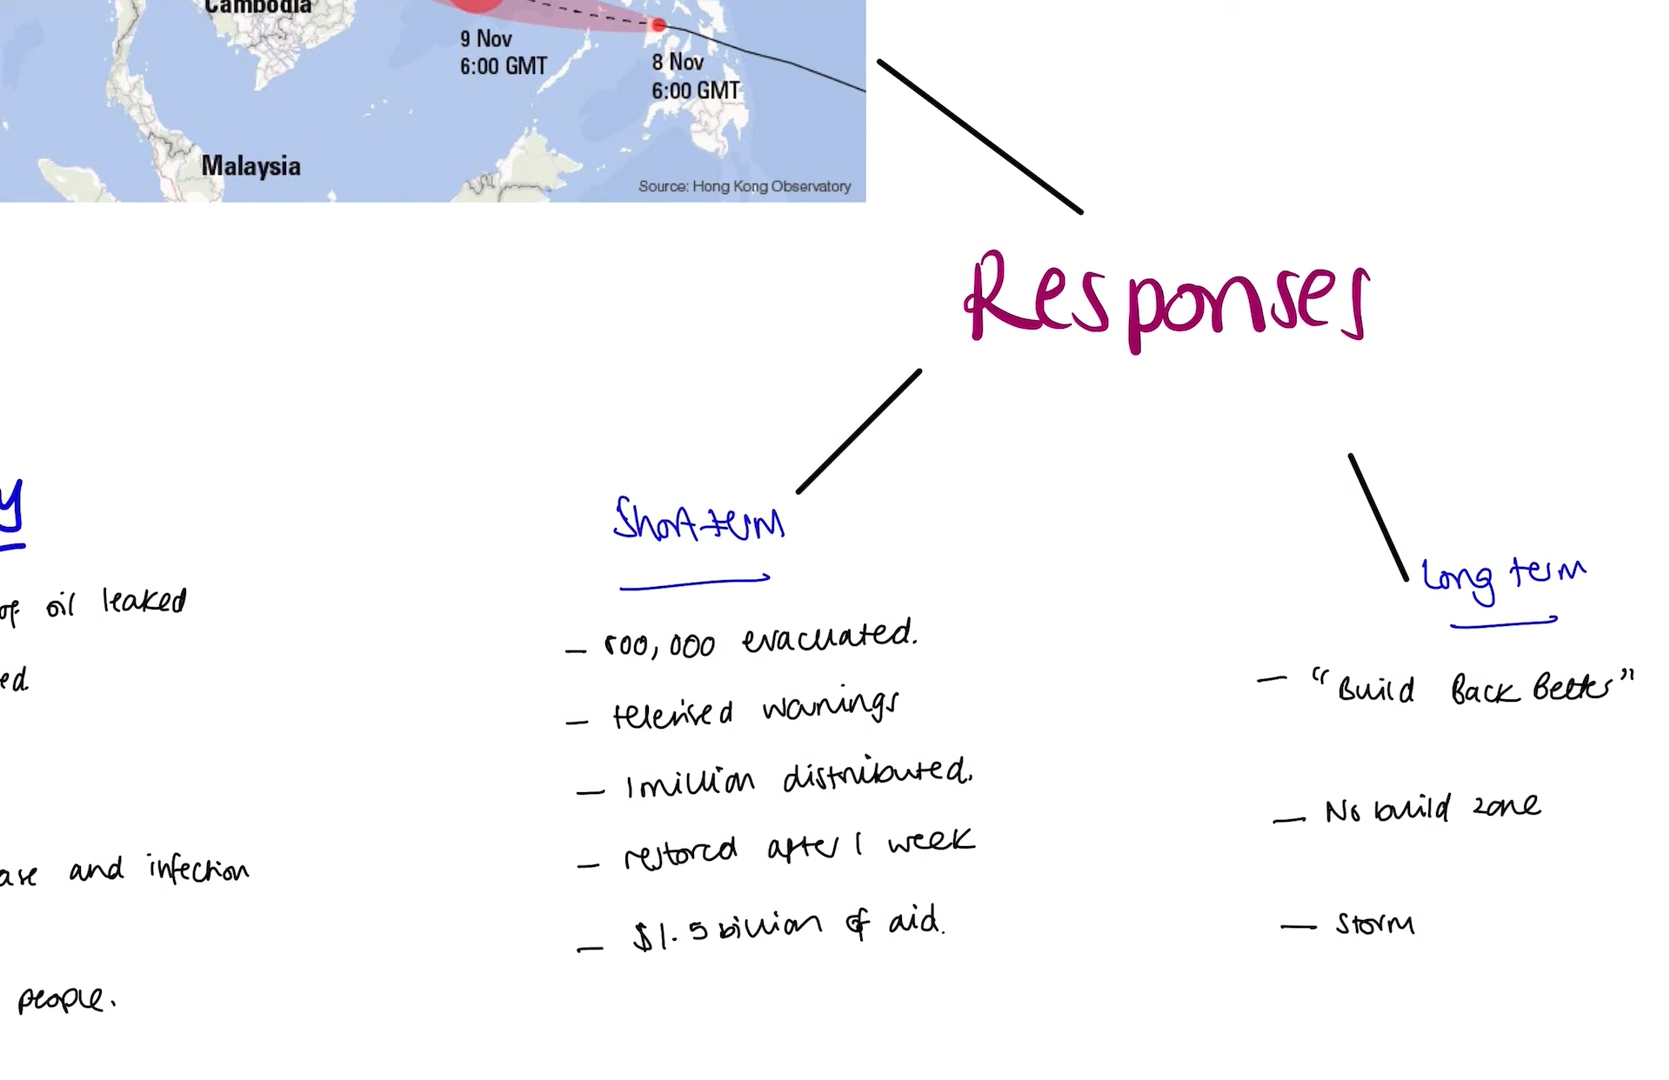 Cambodia
9 Nov
6:00 GMT
8 Nov
6:00 GMT
Malaysia
Source: Hong Kong Observatory
Responses
y
of oil leaked
ed.
ase and infection
people.
Short-term
- 800,000 evacuated.
- televised warnings
- 1 million distributed.
- restored after 1 week
- $1.5 billion of aid.
Long term
- "Build Back Better"
- No build zone
- Storm